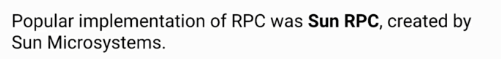 Popular implementation of RPC was Sun RPC, created by
Sun Microsystems.